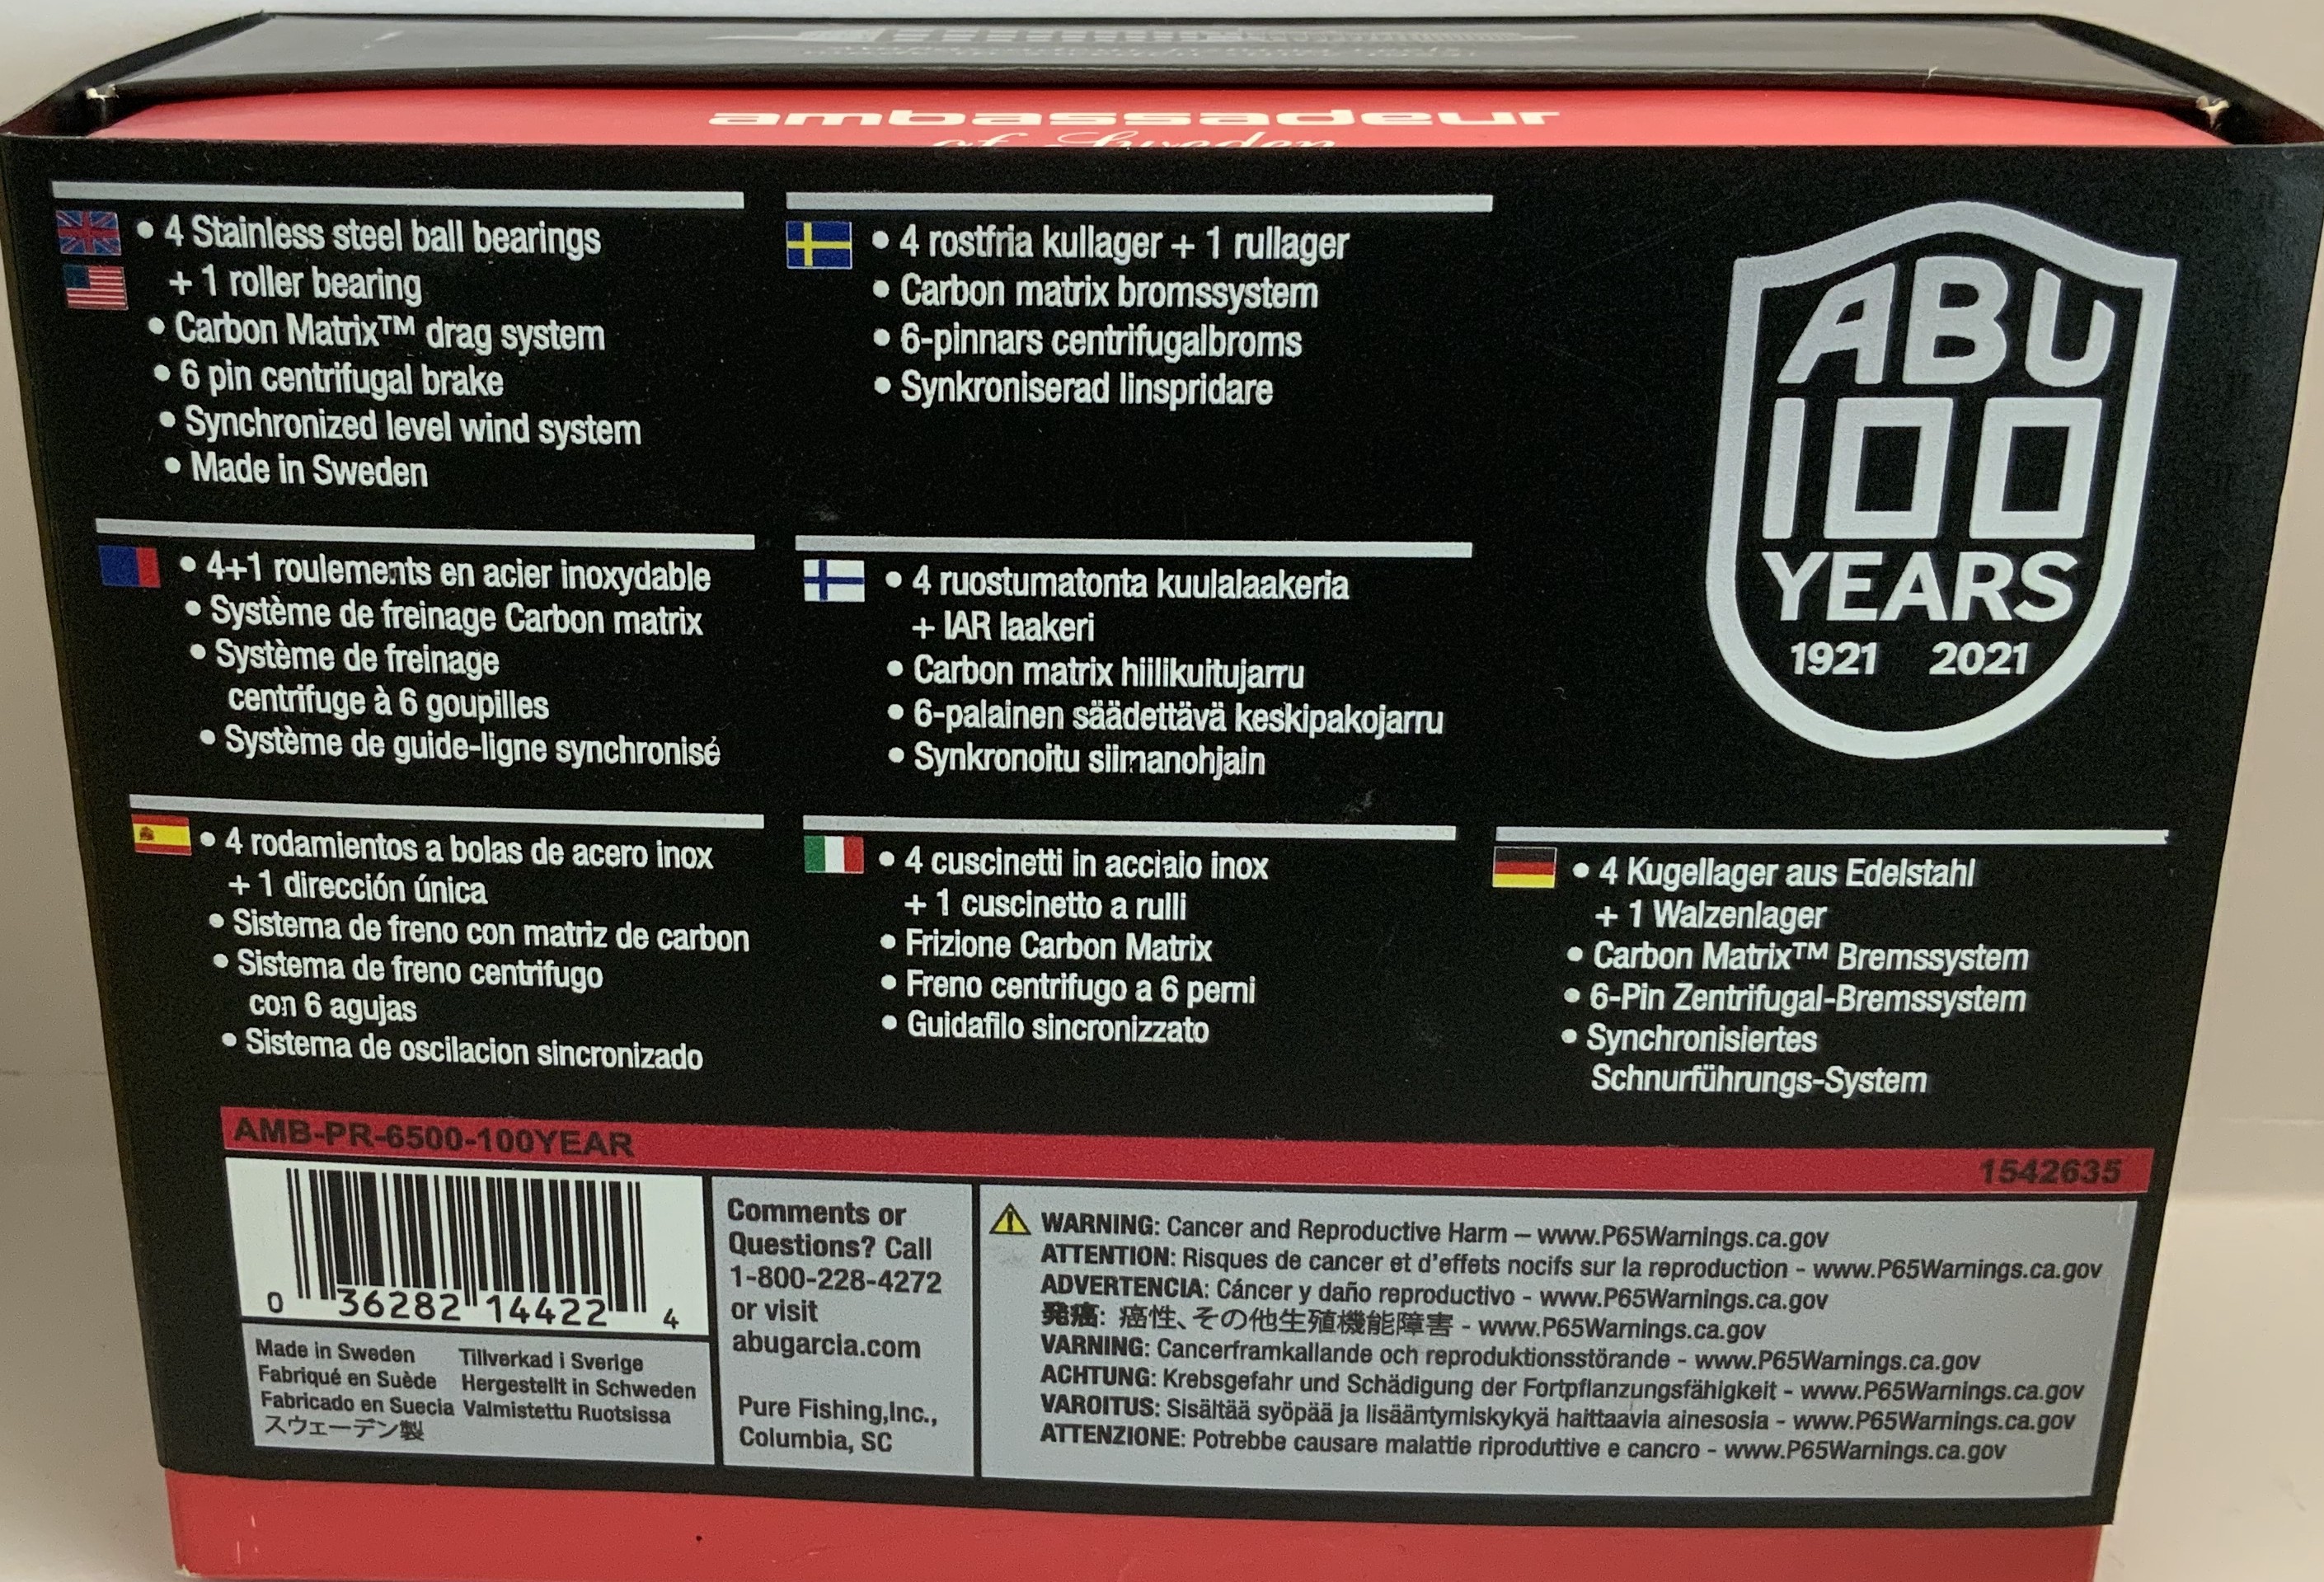 ambassadeur
of Sweden
• 4 Stainless steel ball bearings
+ 1 roller bearing
• Carbon Matrix™ drag system
• 6 pin centrifugal brake
• Synchronized level wind system
• Made in Sweden
• 4 rostfria kullager + 1 rullager
• Carbon matrix bromssystem
• 6-pinnars centrifugalbroms
• Synkroniserad linspridare
ABU
100
YEARS
1921 2021
• 4+1 roulements en acier inoxydable
• Système de freinage Carbon matrix
• Système de freinage
centrifuge à 6 goupilles
• Système de guide-ligne synchronisé
• 4 ruostumatonta kuulalaakeria
+ IAR laakeri
• Carbon matrix hiilikuitujarru
• 6-palainen säädettävä keskipakojarru
• Synkronoitu siimanohjain
• 4 rodamientos a bolas de acero inox
+ 1 dirección única
• Sistema de freno con matriz de carbon
• Sistema de freno centrifugo
con 6 agujas
• Sistema de oscilacion sincronizado
• 4 cuscinetti in acciaio inox
+ 1 cuscinetto a rulli
• Frizione Carbon Matrix
• Freno centrifugo a 6 perni
• Guidafilo sincronizzato
• 4 Kugellager aus Edelstahl
+ 1 Walzenlager
• Carbon Matrix™ Bremssystem
• 6-Pin Zentrifugal-Bremssystem
• Synchronisiertes
Schnurführungs-System
AMB-PR-6500-100YEAR
1542635
0 36282 14422 4
Made in Sweden
Fabriqué en Suède
Fabricado en Suecia
スウェーデン製
Tillverkad i Sverige
Hergestellt in Schweden
Valmistettu Ruotsissa
Comments or
Questions? Call
1-800-228-4272
or visit
abugarcia.com
Pure Fishing,Inc.,
Columbia, SC
WARNING: Cancer and Reproductive Harm – www.P65Warnings.ca.gov
ATTENTION: Risques de cancer et d'effets nocifs sur la reproduction - www.P65Warnings.ca.gov
ADVERTENCIA: Cáncer y daño reproductivo - www.P65Warnings.ca.gov
発癌: 癌性、その他生殖機能障害 - www.P65Warnings.ca.gov
VARNING: Cancerframkallande och reproduktionsstörande - www.P65Warnings.ca.gov
ACHTUNG: Krebsgefahr und Schädigung der Fortpflanzungsfähigkeit - www.P65Warnings.ca.gov
VAROITUS: Sisältää syöpää ja lisääntymiskykyä haittaavia ainesosia - www.P65Warnings.ca.gov
ATTENZIONE: Potrebbe causare malattie riproduttive e cancro - www.P65Warnings.ca.gov